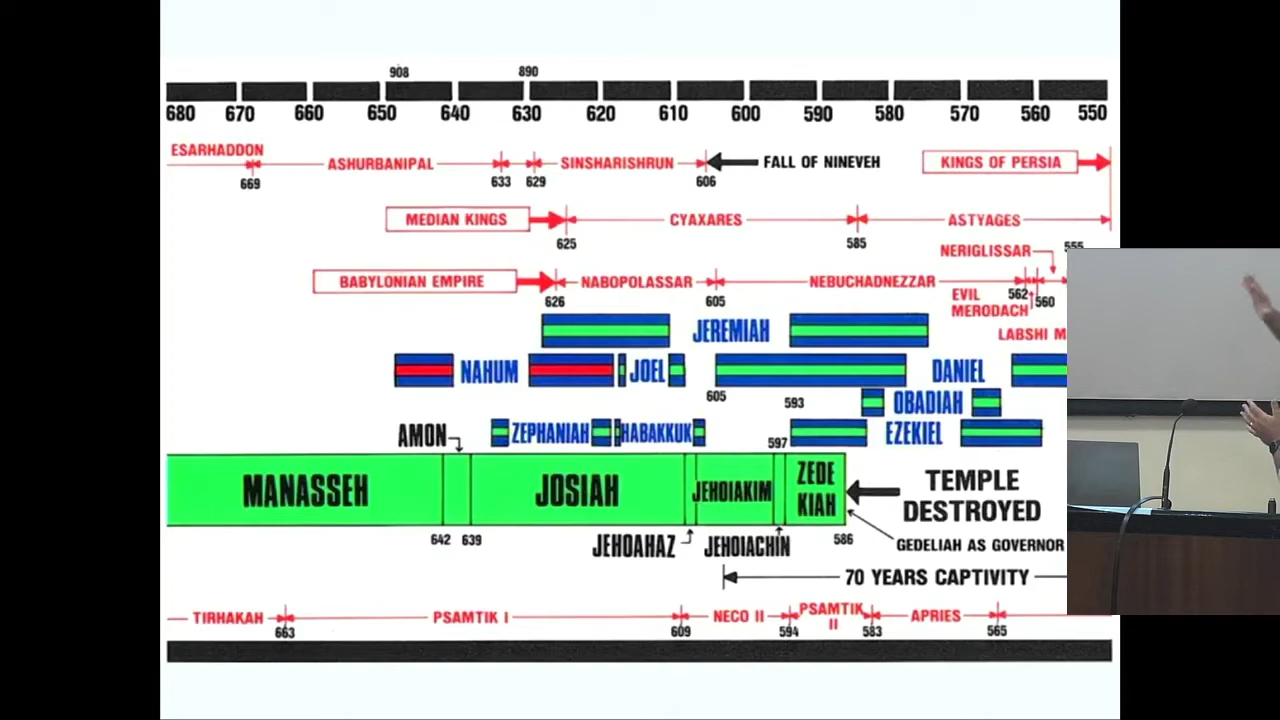 908 890
680 670 660 650 640 630 620 610 600 590 580 570 560 550
ESARHADDON
ASHURBANIPAL SINSHARISHRUN FALL OF NINEVEH KINGS OF PERSIA
669 633 629 606
MEDIAN KINGS CYAXARES ASTYAGES
625 585 555
NERIGLISSAR
BABYLONIAN EMPIRE NABOPOLASSAR NEBUCHADNEZZAR
626 605 562 560
EVIL
MERODACH
JEREMIAH LABSHI M
NAHUM JOEL DANIEL
605 593
OBADIAH
AMON ZEPHANIAH HABAKKUK EZEKIEL
597
MANASSEH JOSIAH JEHOIAKIM ZEDE
KIAH
TEMPLE
DESTROYED
642 639 JEHOAHAZ JEHOIACHIN 586 GEDELIAH AS GOVERNOR
70 YEARS CAPTIVITY
TIRHAKAH PSAMTIK I NECO II PSAMTIK
II
APRIES
663 609 594 583 565